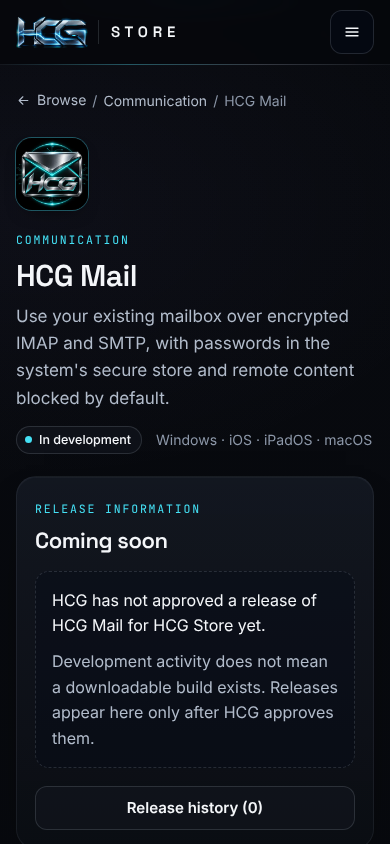 HCG STORE
← Browse / Communication / HCG Mail
HCG
COMMUNICATION
HCG Mail
Use your existing mailbox over encrypted
IMAP and SMTP, with passwords in the
system's secure store and remote content
blocked by default.
In development Windows · iOS · iPadOS · macOS
RELEASE INFORMATION
Coming soon
HCG has not approved a release of
HCG Mail for HCG Store yet.
Development activity does not mean
a downloadable build exists. Releases
appear here only after HCG approves
them.
Release history (0)